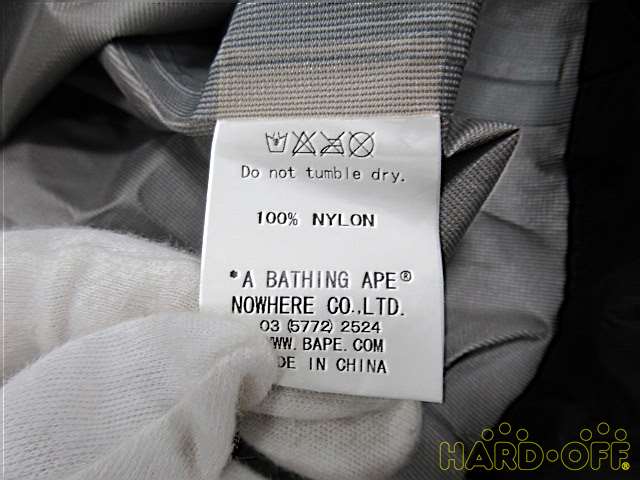 Do not tumble dry.
100% NYLON
*A BATHING APE®
NOWHERE CO.,LTD.
03 (5772) 2524
WWW.BAPE.COM
MADE IN CHINA
HARD·OFF®